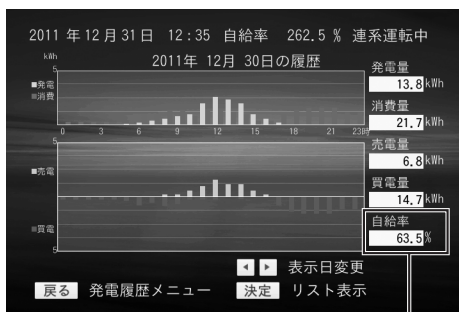 2011 年 12 月 31 日 12 : 35 自給率 262.5 % 連系運転中
2011年 12月 30日の履歴
kWh
5
■発電
■消費
0 3 6 9 12 15 18 21 23時
5
■売電
■買電
5
発電量
13.8 kWh
消費量
21.7 kWh
売電量
6.8 kWh
買電量
14.7 kWh
自給率
63.5 %
◀ ▶ 表示日変更
戻る 発電履歴メニュー 決定 リスト表示